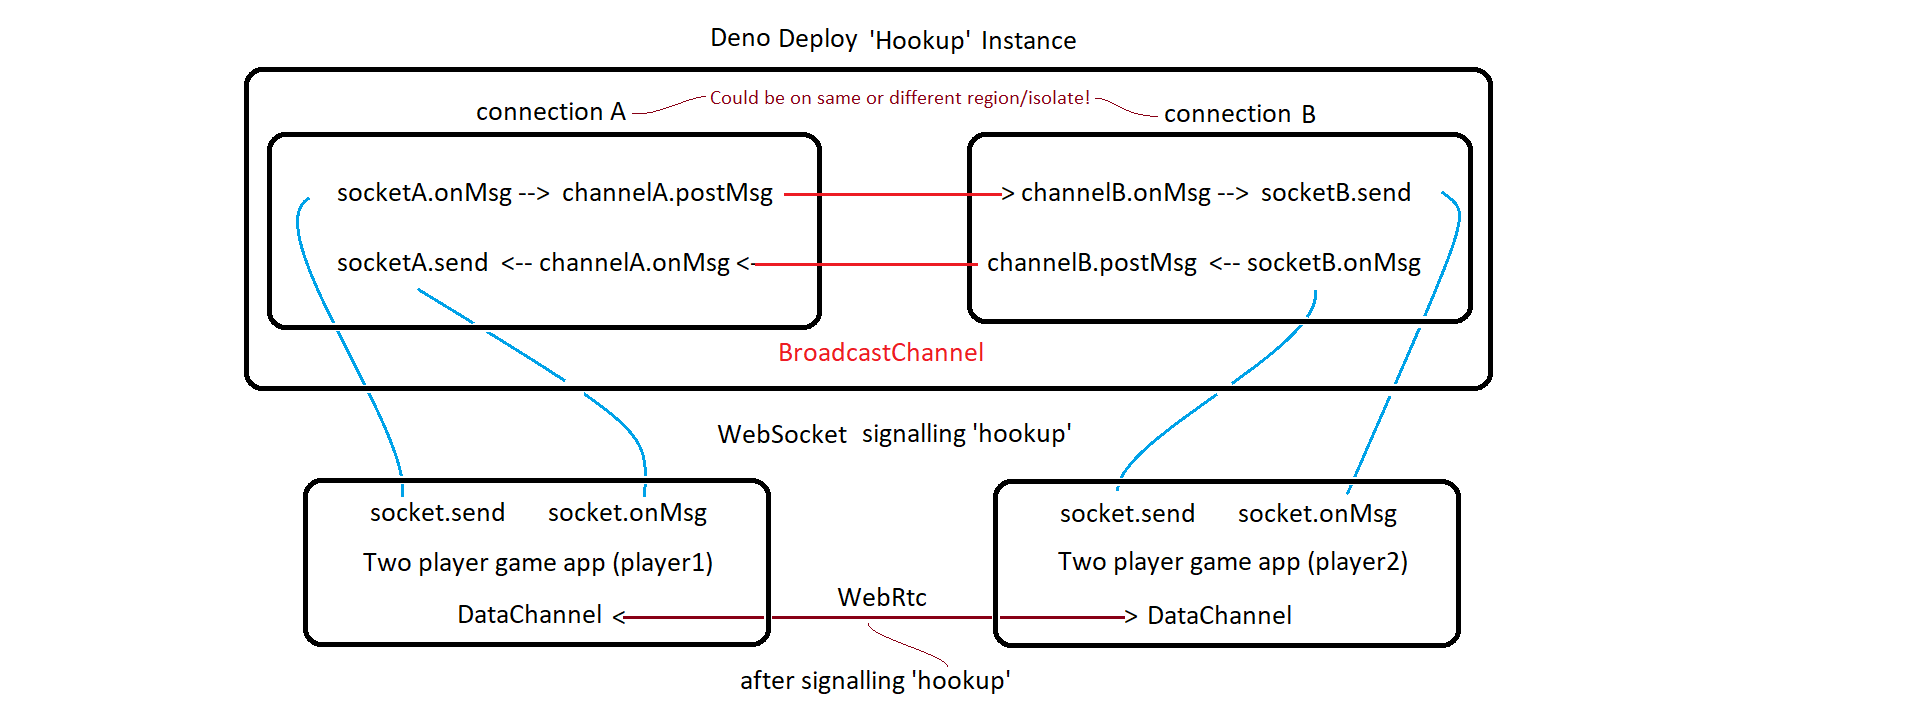 Deno Deploy 'Hookup' Instance
Could be on same or different region/isolate!
connection A
connection B
socketA.onMsg --> channelA.postMsg
> channelB.onMsg --> socketB.send
socketA.send <-- channelA.onMsg <-
channelB.postMsg <-- socketB.onMsg
BroadcastChannel
WebSocket signalling 'hookup'
socket.send socket.onMsg
socket.send socket.onMsg
Two player game app (player1)
Two player game app (player2)
WebRtc
DataChannel <
> DataChannel
after signalling 'hookup'